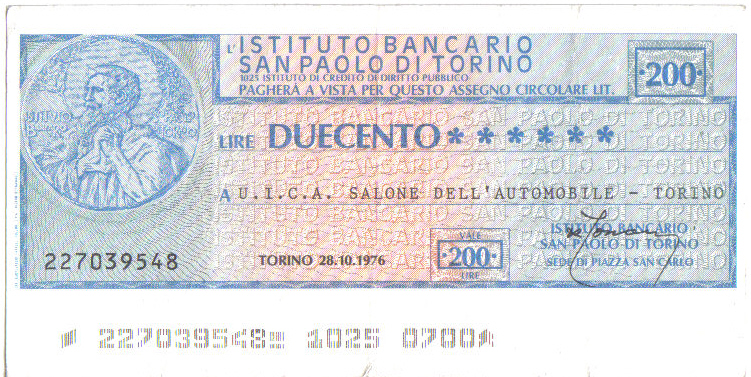 L'ISTITUTO BANCARIO
SAN PAOLO DI TORINO
1025 ISTITUTO DI CREDITO DI DIRITTO PUBBLICO
PAGHERÀ A VISTA PER QUESTO ASSEGNO CIRCOLARE LIT.
·200·
LIRE DUECENTO ******
A U.I.C.A. SALONE DELL'AUTOMOBILE - TORINO
227039548
TORINO 28.10.1976
VALE
·200·
LIRE
ISTITUTO BANCARIO
SAN PAOLO DI TORINO
SEDE DI PIAZZA SAN CARLO
227039548 1025 0700